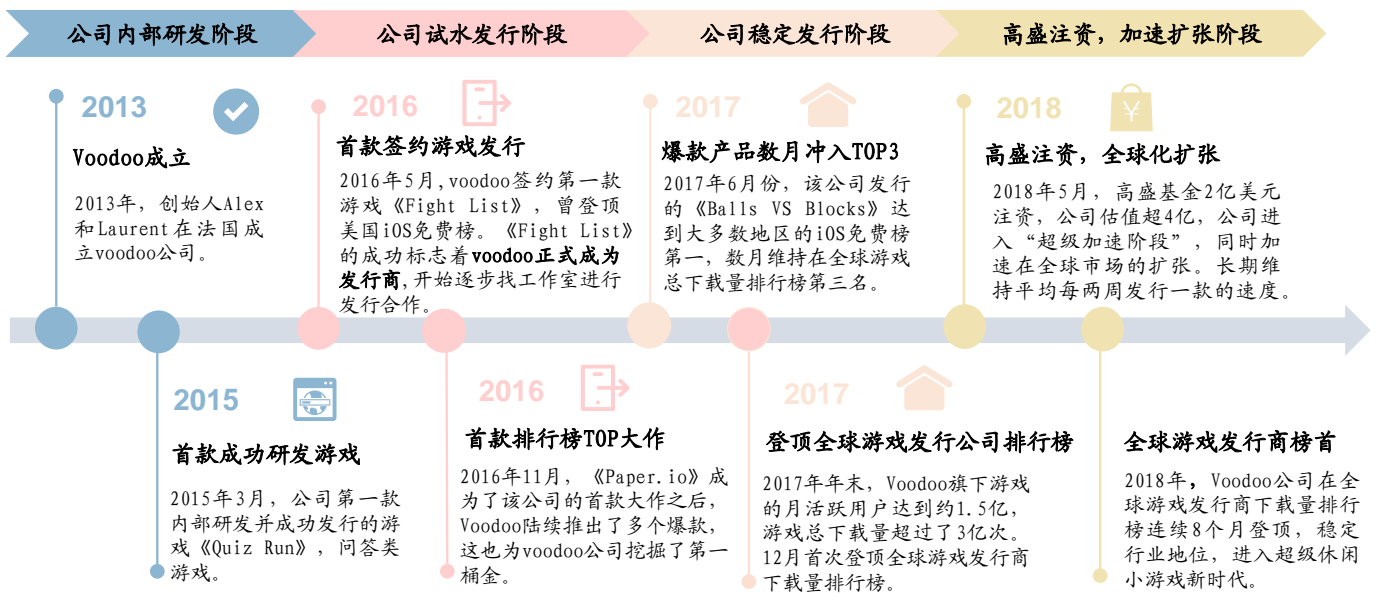 公司内部研发阶段
公司试水发行阶段
公司稳定发行阶段
高盛注资，加速扩张阶段
2013
Voodoo成立
2013年，创始人Alex
和Laurent在法国成
立voodoo公司。
2016
首款签约游戏发行
2016年5月,voodoo签约第一款
游戏《Fight List》，曾登顶
美国iOS免费榜。《Fight List》
的成功标志着voodoo正式成为
发行商,开始逐步找工作室进行
发行合作。
2017
爆款产品数月冲入TOP3
2017年6月份，该公司发行
的《Balls VS Blocks》达
到大多数地区的iOS免费榜
第一，数月维持在全球游戏
总下载量排行榜第三名。
2018
高盛注资，全球化扩张
2018年5月，高盛基金2亿美元
注资，公司估值超4亿，公司进
入“超级加速阶段”，同时加
速在全球市场的扩张。长期维
持平均每两周发行一款的速度。
2015
首款成功研发游戏
2015年3月，公司第一款
内部研发并成功发行的游
戏《Quiz Run》，问答类
游戏。
2016
首款排行榜TOP大作
2016年11月，《Paper.io》成
为了该公司的首款大作之后，
Voodoo陆续推出了多个爆款，
这也为voodoo公司挖掘了第一
桶金。
2017
登顶全球游戏发行公司排行榜
2017年年末，Voodoo旗下游戏
的月活跃用户达到约1.5亿，
游戏总下载量超过了3亿次。
12月首次登顶全球游戏发行商
下载量排行榜。
全球游戏发行商榜首
2018年，Voodoo公司在全
球游戏发行商下载量排行
榜连续8个月登顶，稳定
行业地位，进入超级休闲
小游戏新时代。